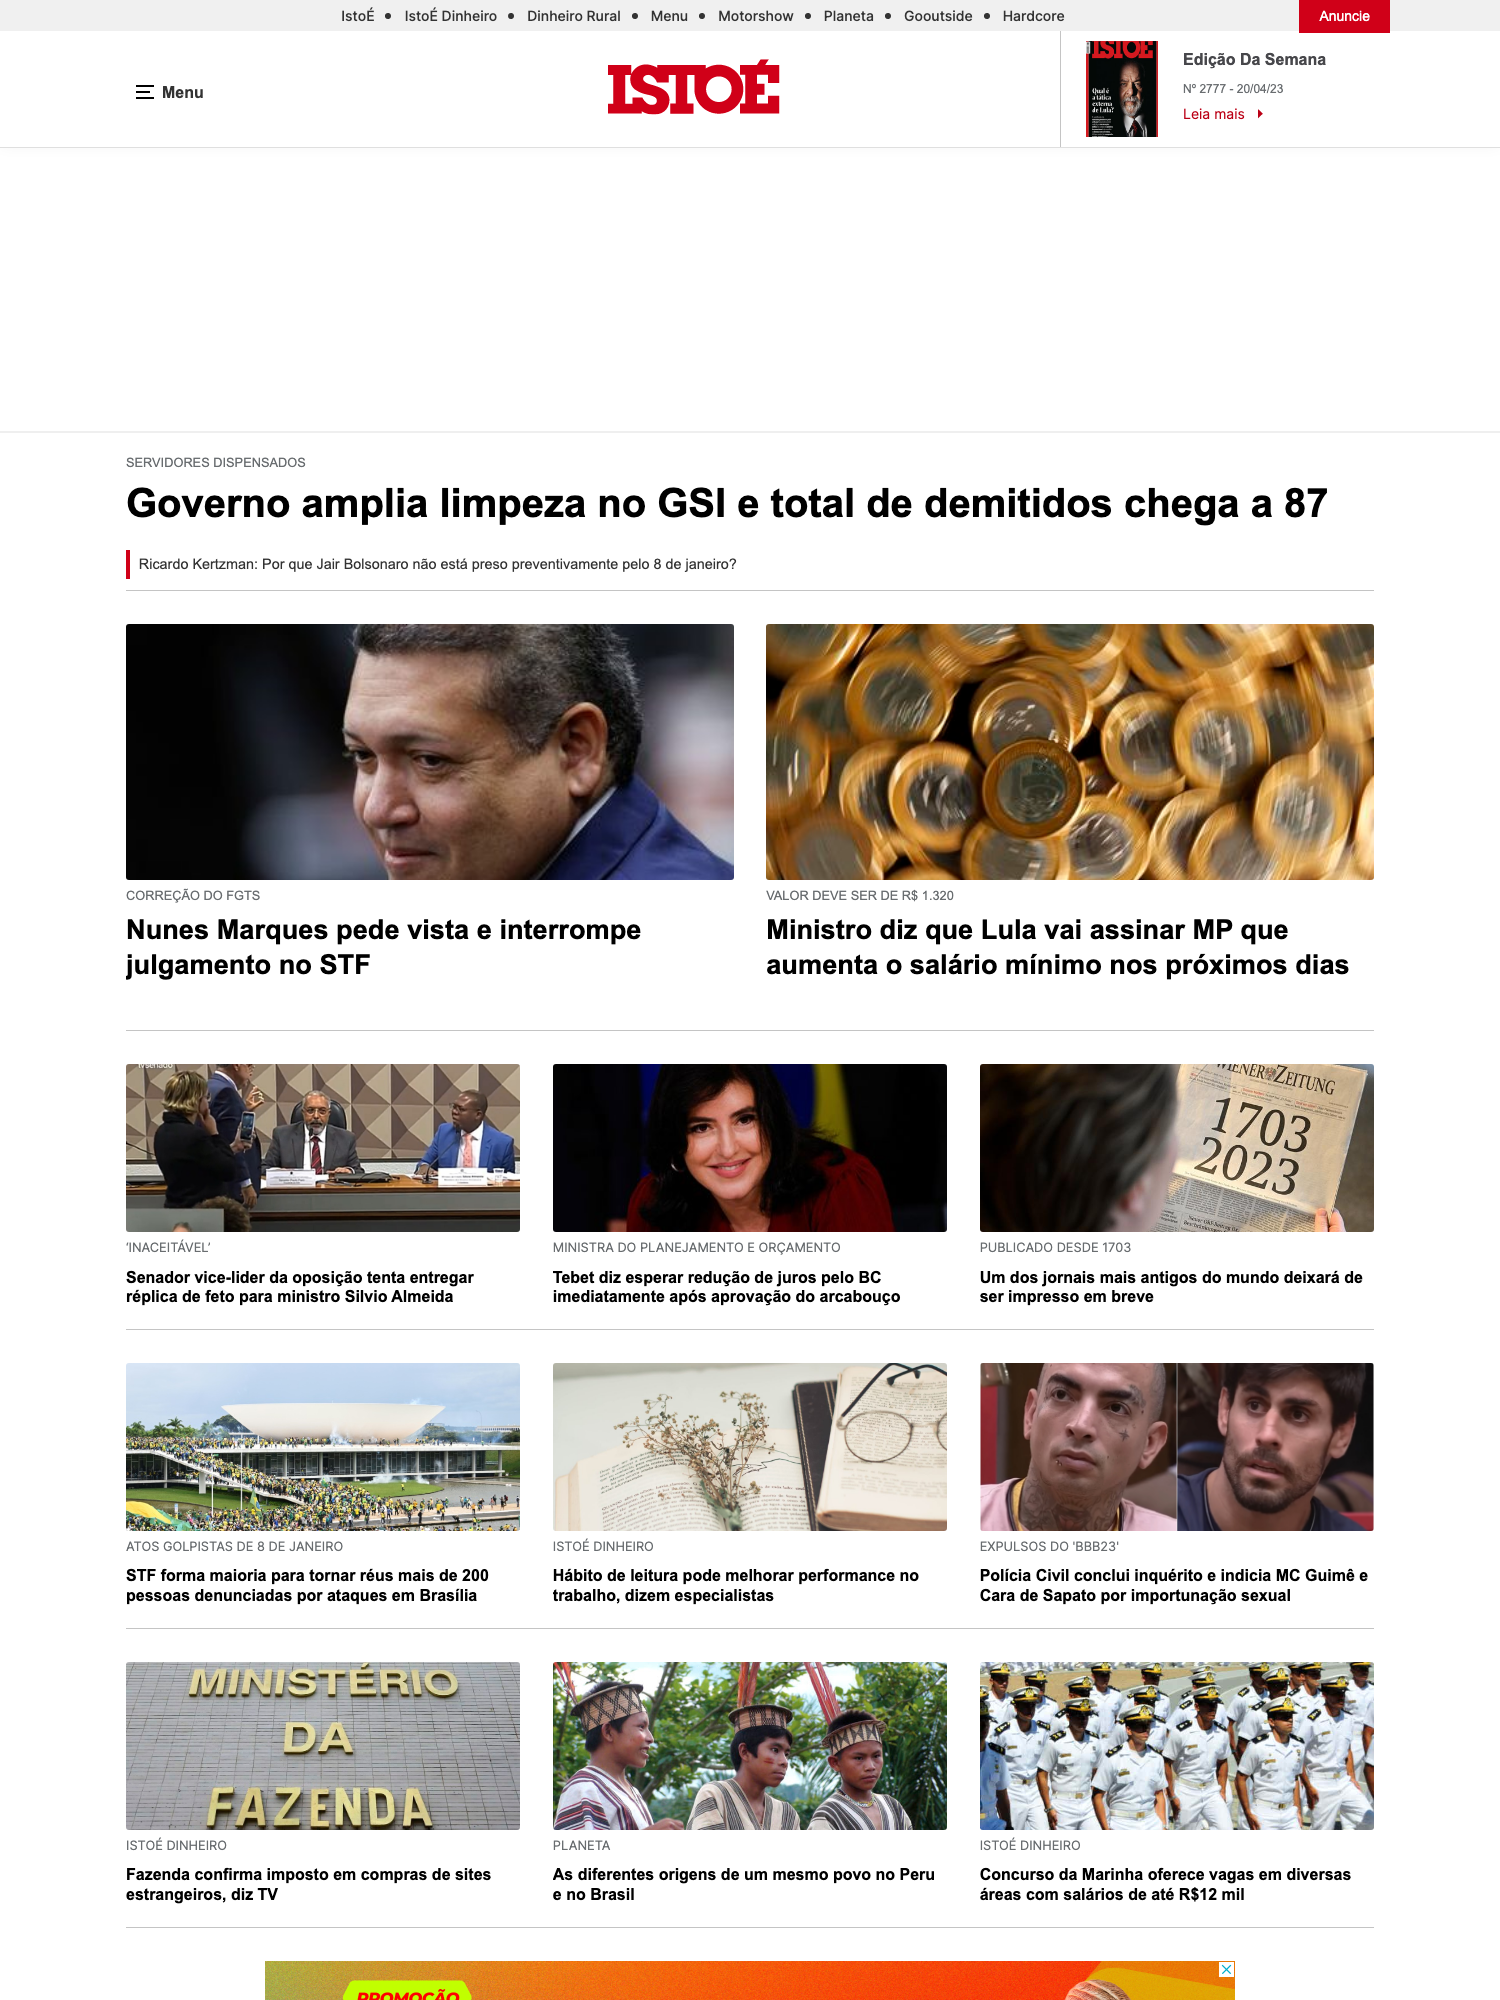 IstoÉ • IstoÉ Dinheiro • Dinheiro Rural • Menu • Motorshow • Planeta • Gooutside • Hardcore
Anuncie
Menu
ISTOÉ
ISTOÉ
Qual é
a tática
externa
de Lula?
Edição Da Semana
Nº 2777 - 20/04/23
Leia mais
SERVIDORES DISPENSADOS
Governo amplia limpeza no GSI e total de demitidos chega a 87
Ricardo Kertzman: Por que Jair Bolsonaro não está preso preventivamente pelo 8 de janeiro?
CORREÇÃO DO FGTS
Nunes Marques pede vista e interrompe
julgamento no STF
VALOR DEVE SER DE R$ 1.320
Ministro diz que Lula vai assinar MP que
aumenta o salário mínimo nos próximos dias
tvsenado
'INACEITÁVEL'
Senador vice-lider da oposição tenta entregar
réplica de feto para ministro Silvio Almeida
MINISTRA DO PLANEJAMENTO E ORÇAMENTO
Tebet diz esperar redução de juros pelo BC
imediatamente após aprovação do arcabouço
WIENER ZEITUNG
1703
2023
PUBLICADO DESDE 1703
Um dos jornais mais antigos do mundo deixará de
ser impresso em breve
ATOS GOLPISTAS DE 8 DE JANEIRO
STF forma maioria para tornar réus mais de 200
pessoas denunciadas por ataques em Brasília
ISTOÉ DINHEIRO
Hábito de leitura pode melhorar performance no
trabalho, dizem especialistas
EXPULSOS DO 'BBB23'
Polícia Civil conclui inquérito e indicia MC Guimê e
Cara de Sapato por importunação sexual
MINISTÉRIO
DA
FAZENDA
ISTOÉ DINHEIRO
Fazenda confirma imposto em compras de sites
estrangeiros, diz TV
PLANETA
As diferentes origens de um mesmo povo no Peru
e no Brasil
ISTOÉ DINHEIRO
Concurso da Marinha oferece vagas em diversas
áreas com salários de até R$12 mil
PROMOÇÃO